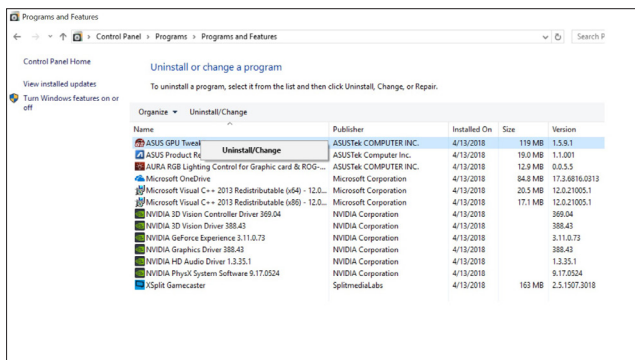 Programs and Features
Control Panel > Programs > Programs and Features
Search P
Control Panel Home
View installed updates
Turn Windows features on or
off
Uninstall or change a program
To uninstall a program, select it from the list and then click Uninstall, Change, or Repair.
Organize Uninstall/Change
Name Publisher Installed On Size Version
ASUS GPU Tweak ASUSTek COMPUTER INC. 4/13/2018 119 MB 1.5.9.1
Uninstall/Change
ASUS Product Re ASUSTek Computer Inc. 4/13/2018 19.0 MB 1.1.001
AURA RGB Lighting Control for Graphic card & ROG-... ASUSTek COMPUTER INC. 4/13/2018 12.9 MB 0.0.5.5
Microsoft OneDrive Microsoft Corporation 4/13/2018 84.8 MB 17.3.6816.0313
Microsoft Visual C++ 2013 Redistributable (x64) - 12.0... Microsoft Corporation 4/13/2018 20.5 MB 12.0.21005.1
Microsoft Visual C++ 2013 Redistributable (x86) - 12.0... Microsoft Corporation 4/13/2018 17.1 MB 12.0.21005.1
NVIDIA 3D Vision Controller Driver 369.04 NVIDIA Corporation 4/13/2018 369.04
NVIDIA 3D Vision Driver 388.43 NVIDIA Corporation 4/13/2018 388.43
NVIDIA GeForce Experience 3.11.0.73 NVIDIA Corporation 4/13/2018 3.11.0.73
NVIDIA Graphics Driver 388.43 NVIDIA Corporation 4/13/2018 388.43
NVIDIA HD Audio Driver 1.3.35.1 NVIDIA Corporation 4/13/2018 1.3.35.1
NVIDIA PhysX System Software 9.17.0524 NVIDIA Corporation 4/13/2018 9.17.0524
XSplit Gamecaster SplitmediaLabs 4/13/2018 163 MB 2.5.1507.3018